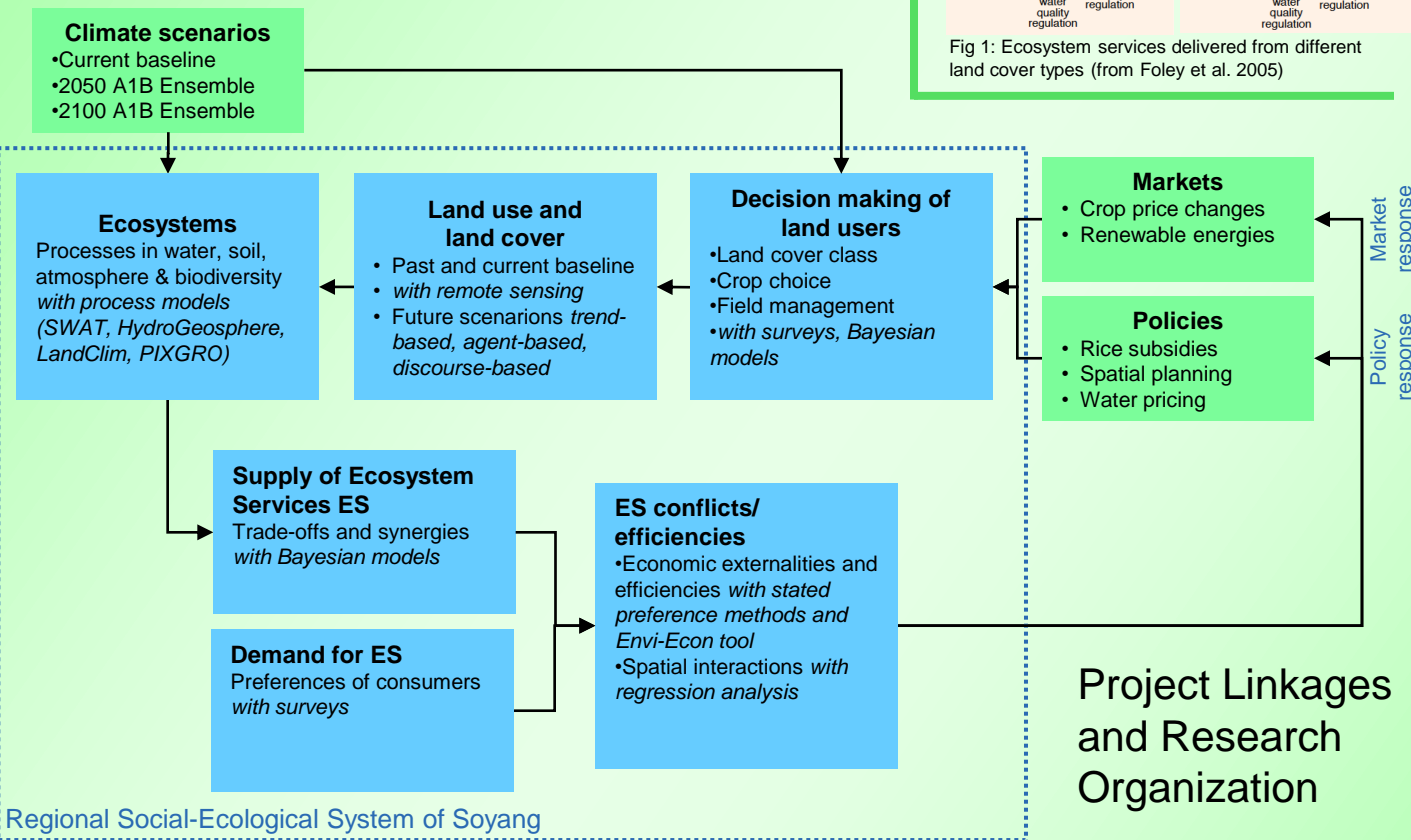 water
quality
regulation
regulation
water
quality
regulation
regulation
Fig 1: Ecosystem services delivered from different
land cover types (from Foley et al. 2005)
Climate scenarios
•Current baseline
•2050 A1B Ensemble
•2100 A1B Ensemble
Ecosystems
Processes in water, soil,
atmosphere & biodiversity
with process models
(SWAT, HydroGeosphere,
LandClim, PIXGRO)
Land use and
land cover
• Past and current baseline
• with remote sensing
• Future scenarions trend-
based, agent-based,
discourse-based
Decision making of
land users
•Land cover class
•Crop choice
•Field management
•with surveys, Bayesian
models
Markets
• Crop price changes
• Renewable energies
Market
response
Policies
• Rice subsidies
• Spatial planning
• Water pricing
Policy
response
Supply of Ecosystem
Services ES
Trade-offs and synergies
with Bayesian models
Demand for ES
Preferences of consumers
with surveys
ES conflicts/
efficiencies
•Economic externalities and
efficiencies with stated
preference methods and
Envi-Econ tool
•Spatial interactions with
regression analysis
Project Linkages
and Research
Organization
Regional Social-Ecological System of Soyang